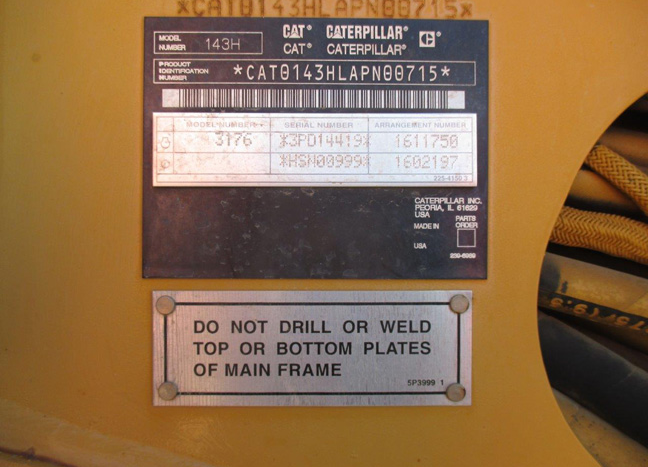 *CAT0143HLAPN00715*
CAT® CATERPILLAR® C
CAT® CATERPILLAR®
MODEL NUMBER 143H
PRODUCT IDENTIFICATION NUMBER *CAT0143HLAPN00715*
MODEL NUMBER SERIAL NUMBER ARRANGEMENT NUMBER
3176 *3PD14419* 1611750
*HSN00999* 1602197
CATERPILLAR INC.
PEORIA, IL 61629
USA
PARTS ORDER
MADE IN
USA
239-5969
DO NOT DRILL OR WELD
TOP OR BOTTOM PLATES
OF MAIN FRAME
5P3999 1